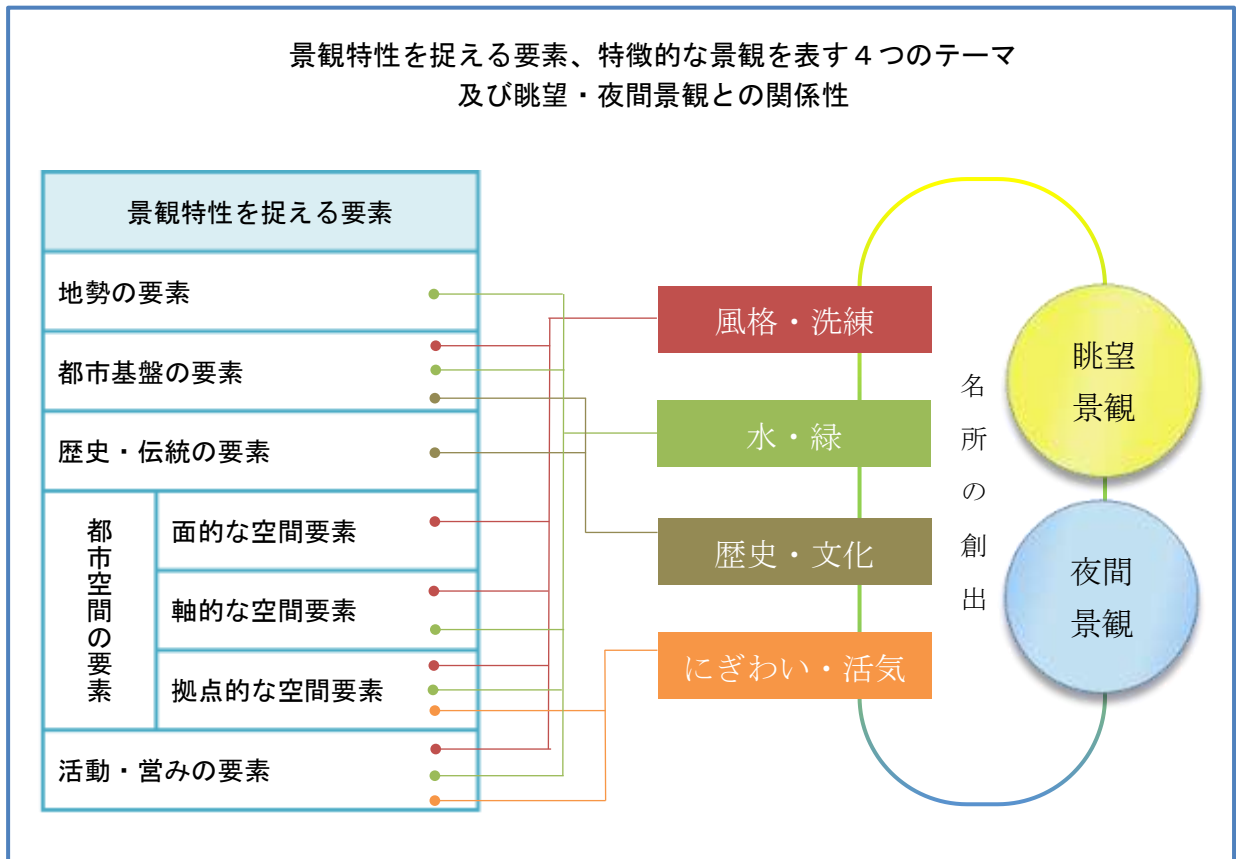 景観特性を捉える要素、特徴的な景観を表す４つのテーマ
及び眺望・夜間景観との関係性
景観特性を捉える要素
地勢の要素
都市基盤の要素
歴史・伝統の要素
都市空間の要素
面的な空間要素
軸的な空間要素
拠点的な空間要素
活動・営みの要素
風格・洗練
水・緑
歴史・文化
にぎわい・活気
名所の創出
眺望
景観
夜間
景観